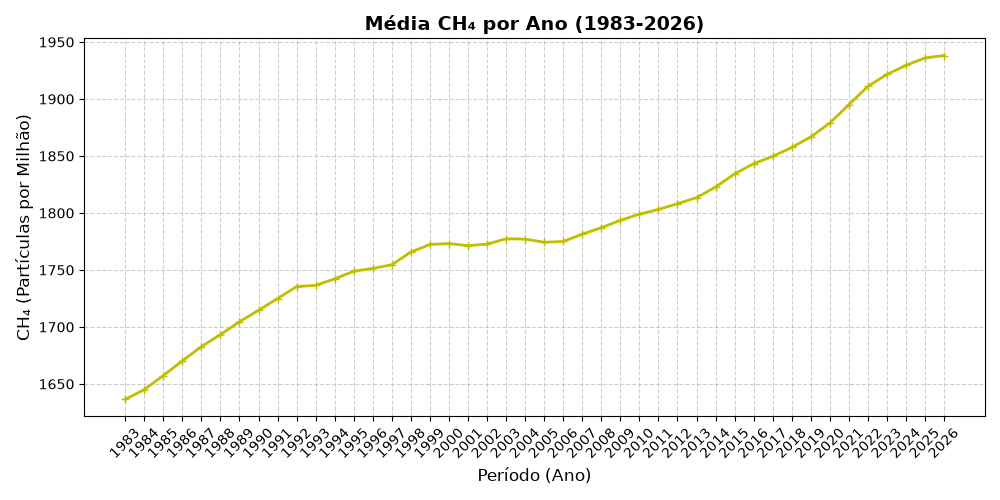 Média CH₄ por Ano (1983-2026)
CH₄ (Partículas por Milhão)
1950
1900
1850
1800
1750
1700
1650
1983 1984 1985 1986 1987 1988 1989 1990 1991 1992 1993 1994 1995 1996 1997 1998 1999 2000 2001 2002 2003 2004 2005 2006 2007 2008 2009 2010 2011 2012 2013 2014 2015 2016 2017 2018 2019 2020 2021 2022 2023 2024 2025 2026
Período (Ano)